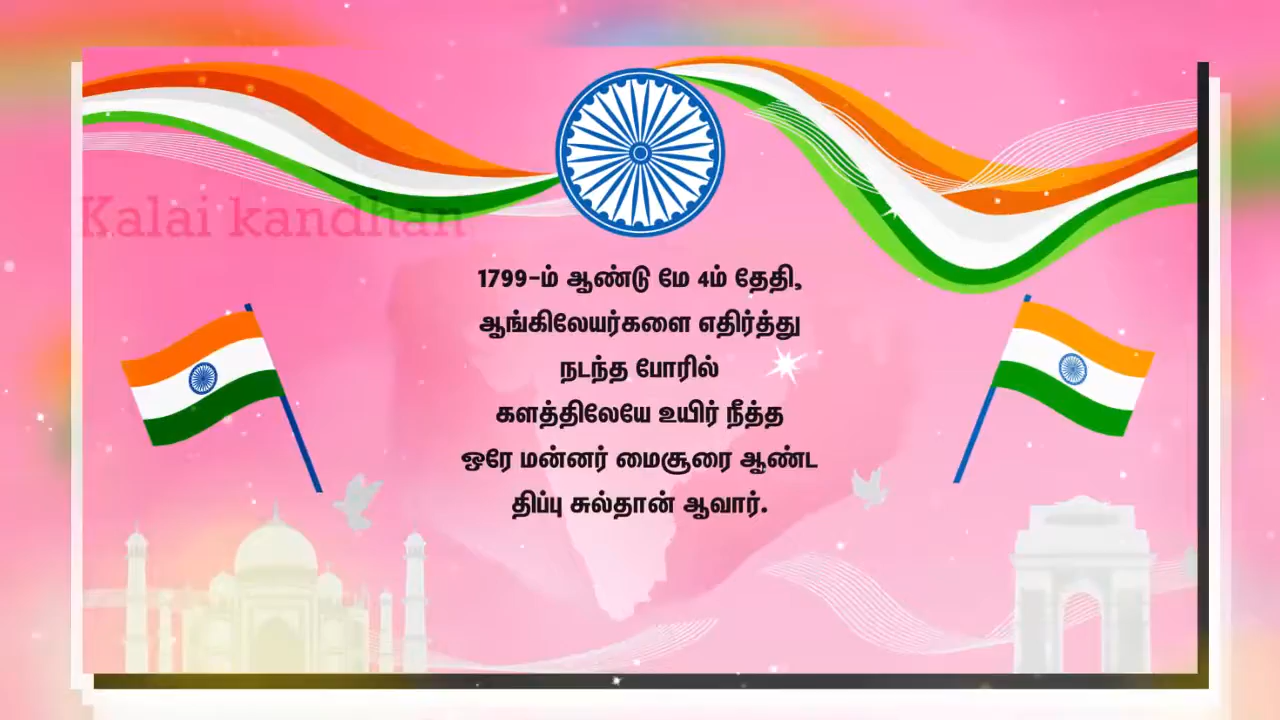 Kalai kandhan
1799-ம் ஆண்டு மே 4ம் தேதி,
ஆங்கிலேயர்களை எதிர்த்து
நடந்த போரில்
களத்திலேயே உயிர் நீத்த
ஒரே மன்னர் மைசூரை ஆண்ட
திப்பு சுல்தான் ஆவார்.